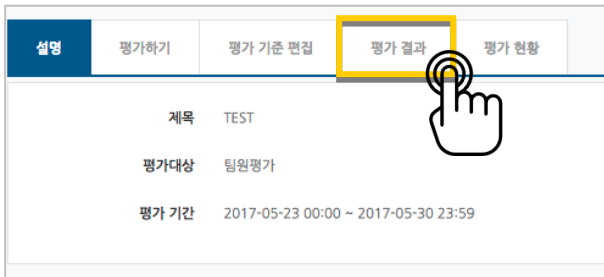 설명 평가하기 평가 기준 편집 평가 결과 평가 현황
제목 TEST
평가대상 팀원평가
평가 기간 2017-05-23 00:00 ~ 2017-05-30 23:59